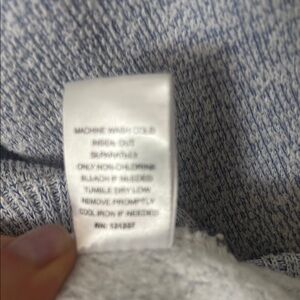 MACHINE WASH COLD
INSIDE OUT
SEPARATELY
ONLY NON-CHLORINE
BLEACH IF NEEDED
TUMBLE DRY LOW
REMOVE PROMPTLY
COOL IRON IF NEEDED
RN: